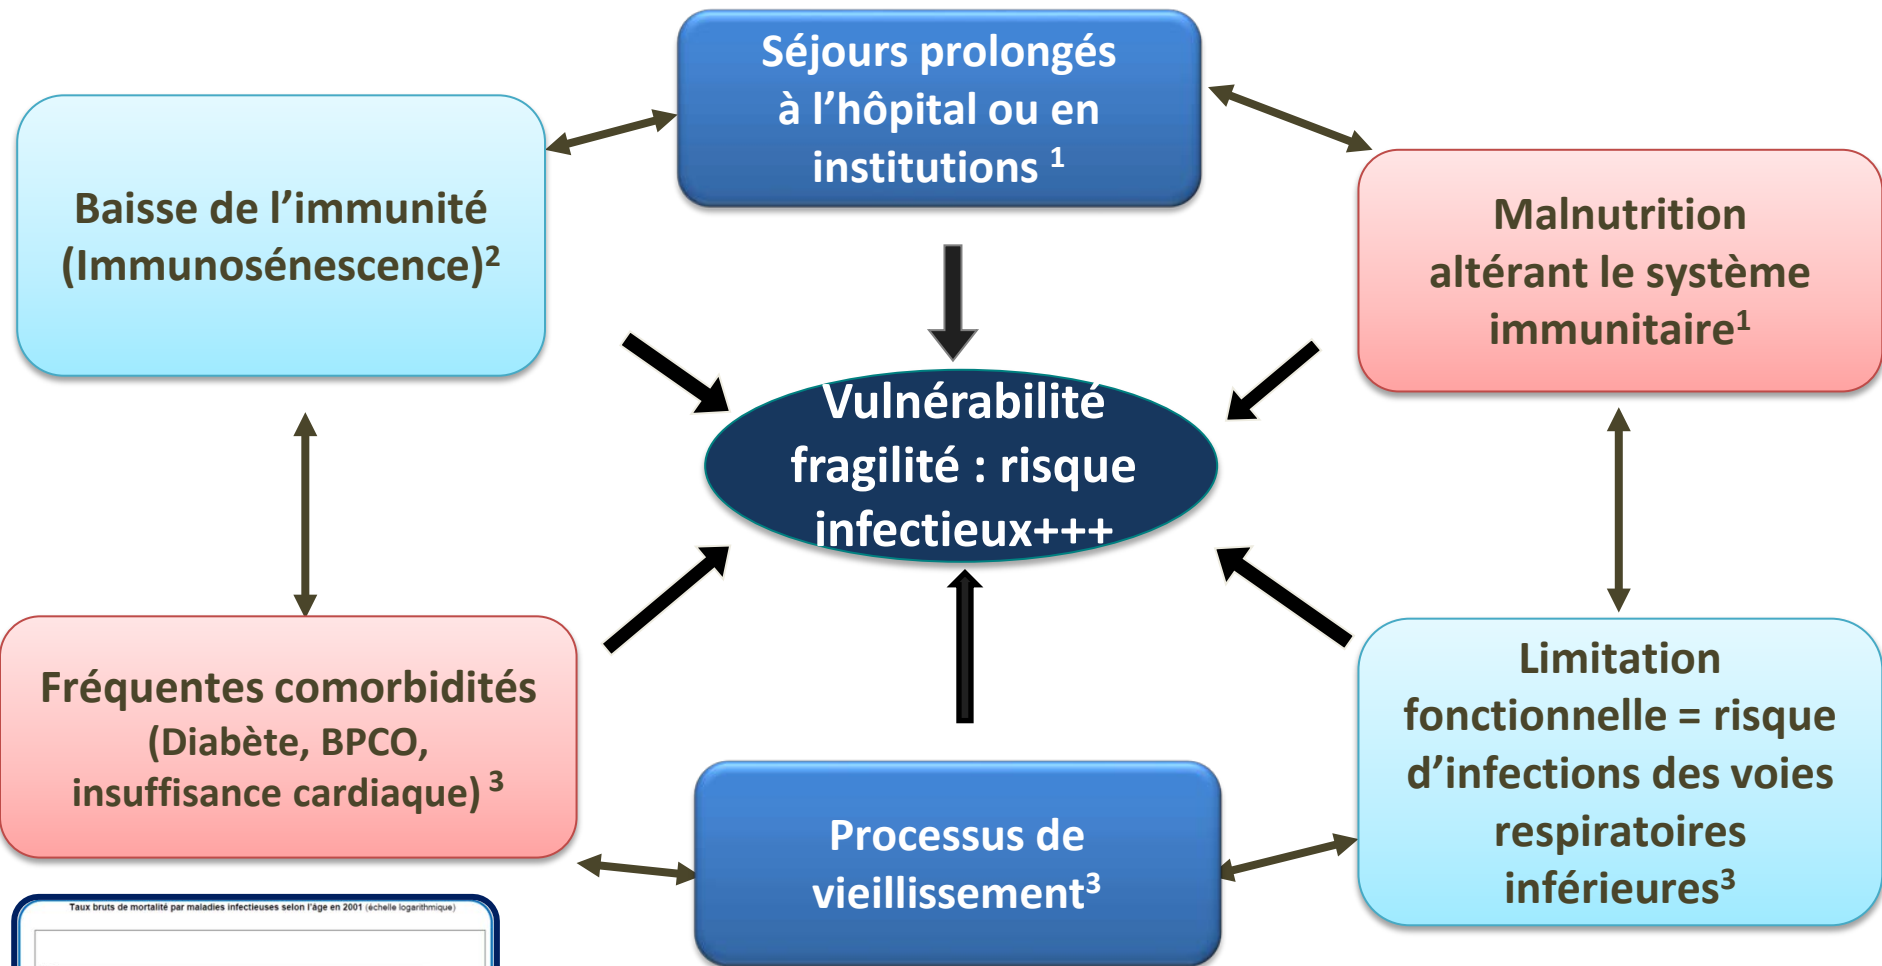 Séjours prolongés
à l’hôpital ou en
institutions ¹
Baisse de l’immunité
(Immunosénescence)²
Malnutrition
altérant le système
immunitaire¹
Vulnérabilité
fragilité : risque
infectieux+++
Fréquentes comorbidités
(Diabète, BPCO,
insuffisance cardiaque) ³
Processus de
vieillissement³
Limitation
fonctionnelle = risque
d’infections des voies
respiratoires
inférieures³
Taux bruts de mortalité par maladies infectieuses selon l'âge en 2001 (échelle logarithmique)